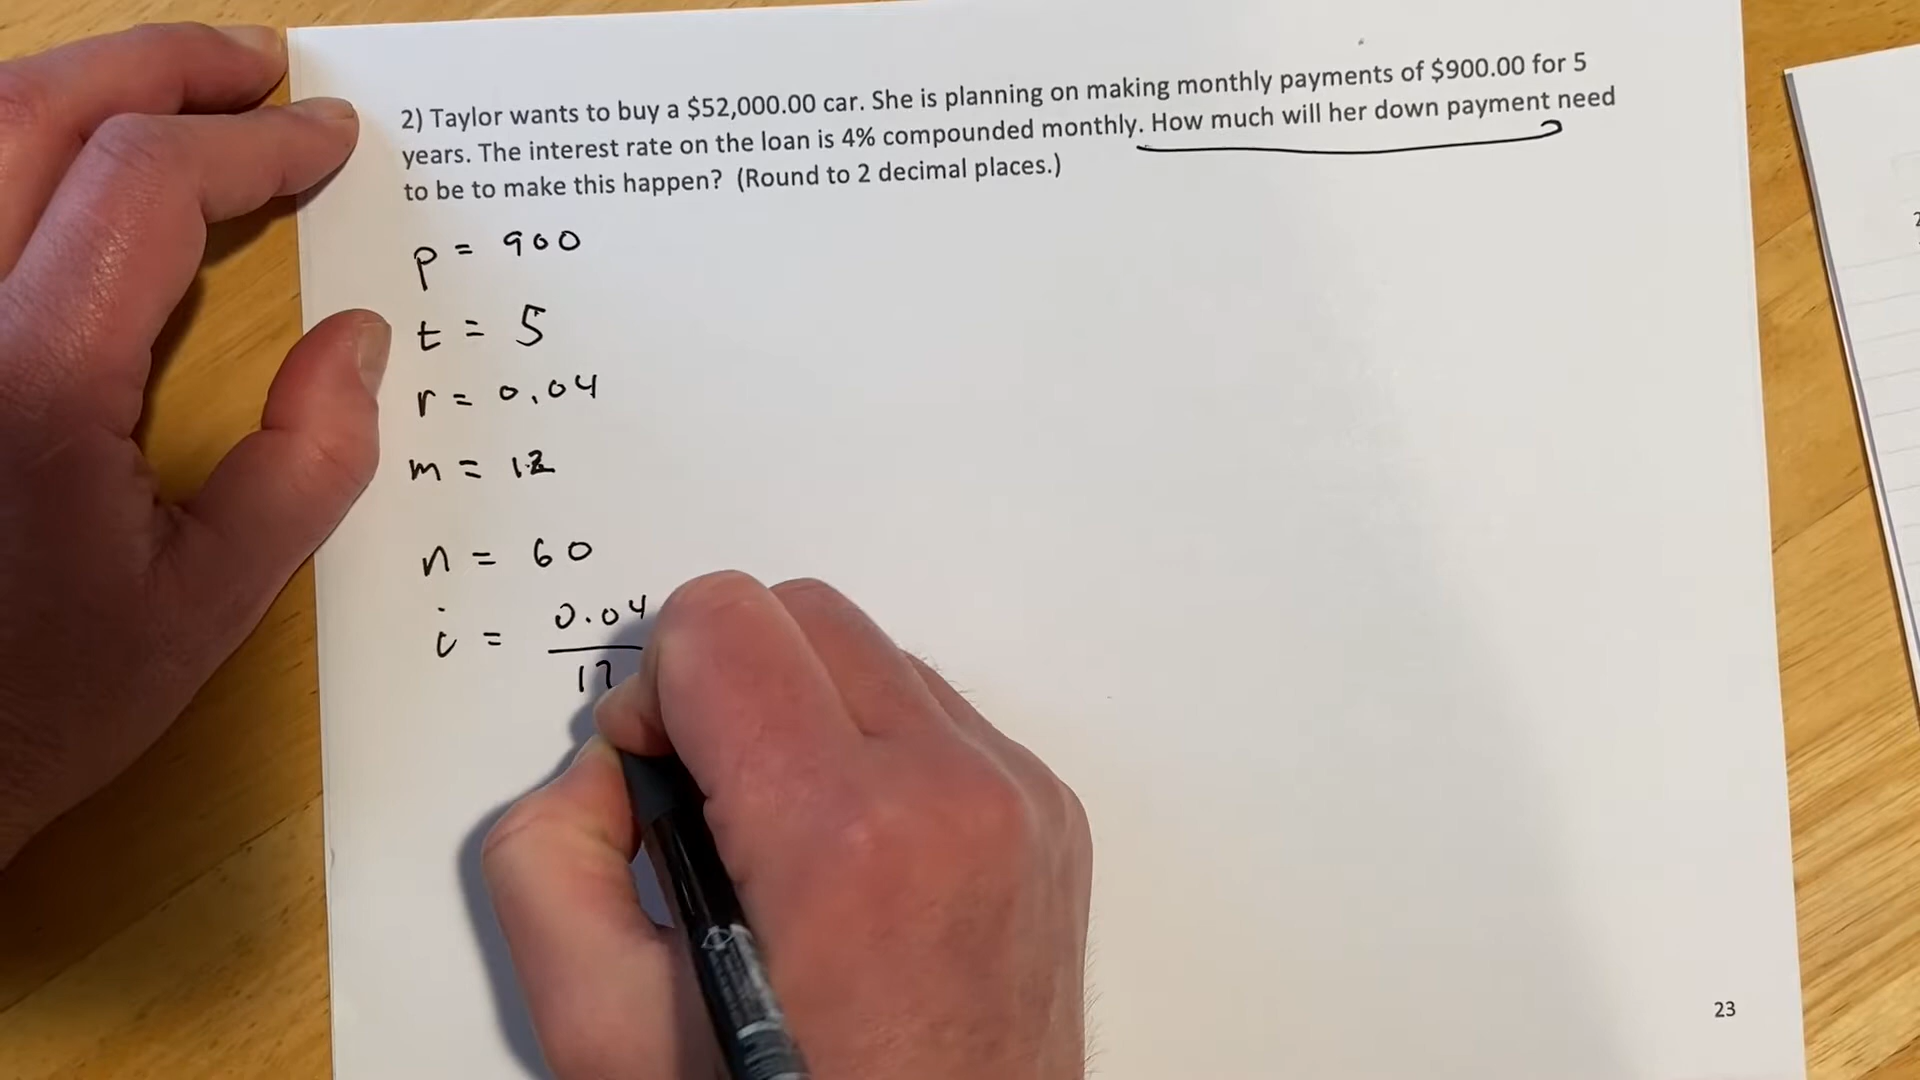 2) Taylor wants to buy a $52,000.00 car. She is planning on making monthly payments of $900.00 for 5
years. The interest rate on the loan is 4% compounded monthly. How much will her down payment need
to be to make this happen? (Round to 2 decimal places.)
p = 900
t = 5
r = 0.04
m = 12
n = 60
i = 0.04
12
23